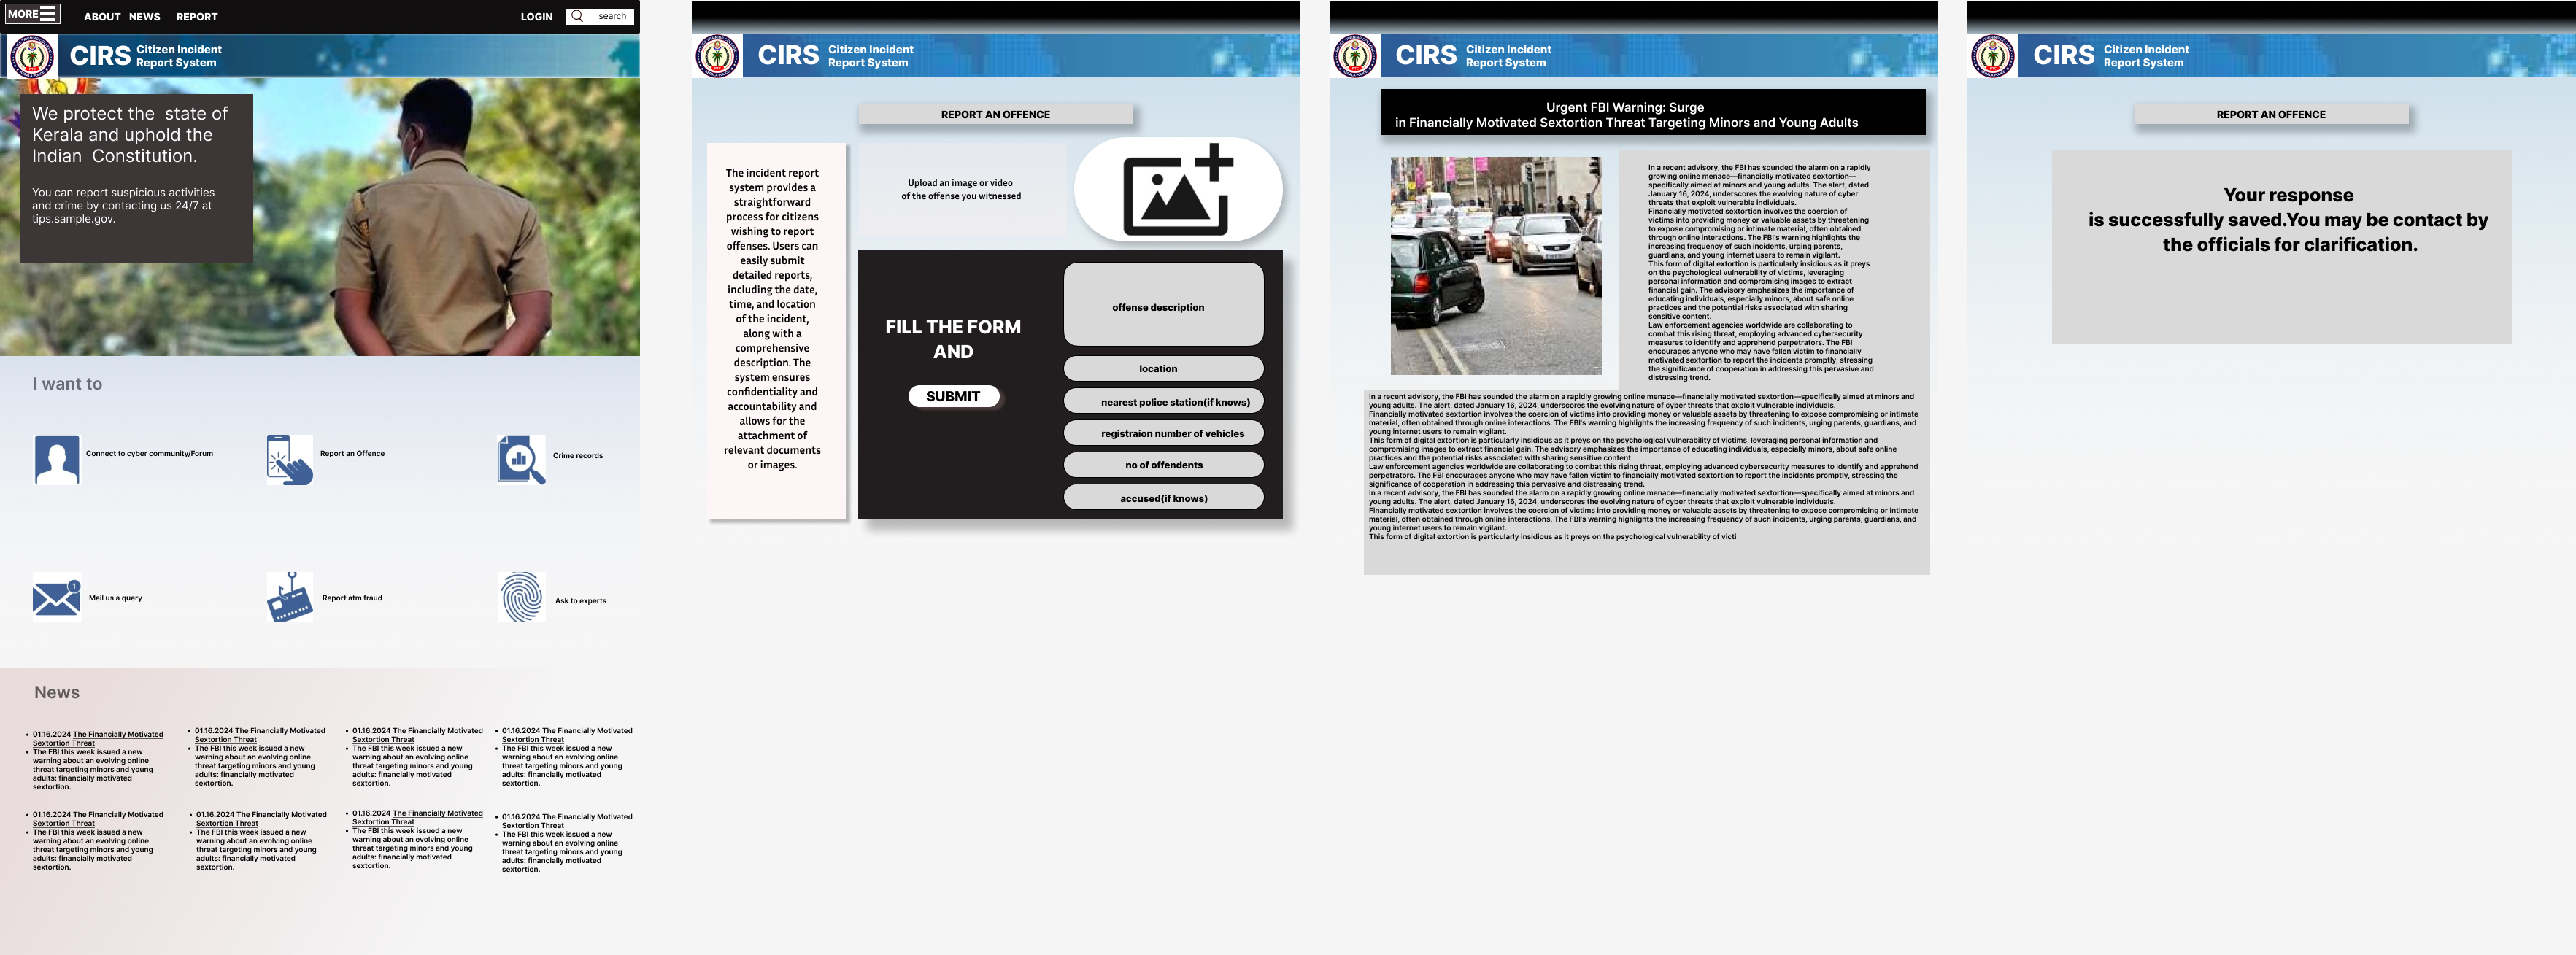 MORE
ABOUT NEWS REPORT
LOGIN
search
CIRS
Citizen Incident
Report System
We protect the state of
Kerala and uphold the
Indian Constitution.
You can report suspicious activities
and crime by contacting us 24/7 at
tips.sample.gov.
I want to
Connect to cyber community/Forum
Report an Offence
Crime records
1
Mail us a query
Report atm fraud
Ask to experts
News
• 01.16.2024 The Financially Motivated
Sextortion Threat
• The FBI this week issued a new
warning about an evolving online
threat targeting minors and young
adults: financially motivated
sextortion.
• 01.16.2024 The Financially Motivated
Sextortion Threat
• The FBI this week issued a new
warning about an evolving online
threat targeting minors and young
adults: financially motivated
sextortion.
• 01.16.2024 The Financially Motivated
Sextortion Threat
• The FBI this week issued a new
warning about an evolving online
threat targeting minors and young
adults: financially motivated
sextortion.
• 01.16.2024 The Financially Motivated
Sextortion Threat
• The FBI this week issued a new
warning about an evolving online
threat targeting minors and young
adults: financially motivated
sextortion.
• 01.16.2024 The Financially Motivated
Sextortion Threat
• The FBI this week issued a new
warning about an evolving online
threat targeting minors and young
adults: financially motivated
sextortion.
• 01.16.2024 The Financially Motivated
Sextortion Threat
• The FBI this week issued a new
warning about an evolving online
threat targeting minors and young
adults: financially motivated
sextortion.
• 01.16.2024 The Financially Motivated
Sextortion Threat
• The FBI this week issued a new
warning about an evolving online
threat targeting minors and young
adults: financially motivated
sextortion.
• 01.16.2024 The Financially Motivated
Sextortion Threat
• The FBI this week issued a new
warning about an evolving online
threat targeting minors and young
adults: financially motivated
sextortion.
CIRS
Citizen Incident
Report System
REPORT AN OFFENCE
The incident report
system provides a
straightforward
process for citizens
wishing to report
offenses. Users can
easily submit
detailed reports,
including the date,
time, and location
of the incident,
along with a
comprehensive
description. The
system ensures
confidentiality and
accountability and
allows for the
attachment of
relevant documents
or images.
Upload an image or video
of the offense you witnessed
FILL THE FORM
AND
SUBMIT
offense description
location
nearest police station(if knows)
registraion number of vehicles
no of offendents
accused(if knows)
CIRS
Citizen Incident
Report System
Urgent FBI Warning: Surge
in Financially Motivated Sextortion Threat Targeting Minors and Young Adults
In a recent advisory, the FBI has sounded the alarm on a rapidly
growing online menace—financially motivated sextortion—
specifically aimed at minors and young adults. The alert, dated
January 16, 2024, underscores the evolving nature of cyber
threats that exploit vulnerable individuals.
Financially motivated sextortion involves the coercion of
victims into providing money or valuable assets by threatening
to expose compromising or intimate material, often obtained
through online interactions. The FBI's warning highlights the
increasing frequency of such incidents, urging parents,
guardians, and young internet users to remain vigilant.
This form of digital extortion is particularly insidious as it preys
on the psychological vulnerability of victims, leveraging
personal information and compromising images to extract
financial gain. The advisory emphasizes the importance of
educating individuals, especially minors, about safe online
practices and the potential risks associated with sharing
sensitive content.
Law enforcement agencies worldwide are collaborating to
combat this rising threat, employing advanced cybersecurity
measures to identify and apprehend perpetrators. The FBI
encourages anyone who may have fallen victim to financially
motivated sextortion to report the incidents promptly, stressing
the significance of cooperation in addressing this pervasive and
distressing trend.
In a recent advisory, the FBI has sounded the alarm on a rapidly growing online menace—financially motivated sextortion—specifically aimed at minors and
young adults. The alert, dated January 16, 2024, underscores the evolving nature of cyber threats that exploit vulnerable individuals.
Financially motivated sextortion involves the coercion of victims into providing money or valuable assets by threatening to expose compromising or intimate
material, often obtained through online interactions. The FBI's warning highlights the increasing frequency of such incidents, urging parents, guardians, and
young internet users to remain vigilant.
This form of digital extortion is particularly insidious as it preys on the psychological vulnerability of victims, leveraging personal information and
compromising images to extract financial gain. The advisory emphasizes the importance of educating individuals, especially minors, about safe online
practices and the potential risks associated with sharing sensitive content.
Law enforcement agencies worldwide are collaborating to combat this rising threat, employing advanced cybersecurity measures to identify and apprehend
perpetrators. The FBI encourages anyone who may have fallen victim to financially motivated sextortion to report the incidents promptly, stressing the
significance of cooperation in addressing this pervasive and distressing trend.
In a recent advisory, the FBI has sounded the alarm on a rapidly growing online menace—financially motivated sextortion—specifically aimed at minors and
young adults. The alert, dated January 16, 2024, underscores the evolving nature of cyber threats that exploit vulnerable individuals.
Financially motivated sextortion involves the coercion of victims into providing money or valuable assets by threatening to expose compromising or intimate
material, often obtained through online interactions. The FBI's warning highlights the increasing frequency of such incidents, urging parents, guardians, and
young internet users to remain vigilant.
This form of digital extortion is particularly insidious as it preys on the psychological vulnerability of victi
CIRS
Citizen Incident
Report System
REPORT AN OFFENCE
Your response
is successfully saved.You may be contact by
the officials for clarification.